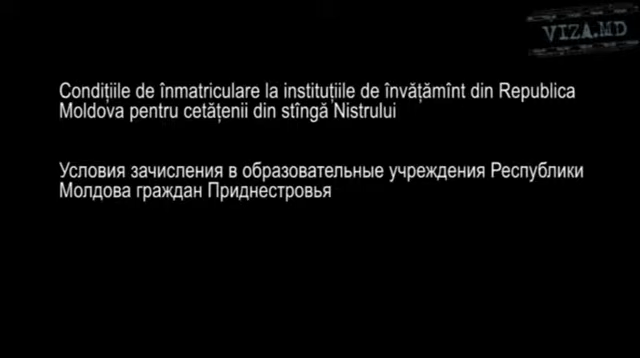 VIZA.MD
Condițiile de înmatriculare la instituțiile de învățămînt din Republica
Moldova pentru cetățenii din stîngă Nistrului
Условия зачисления в образовательные учреждения Республики
Молдова граждан Приднестровья